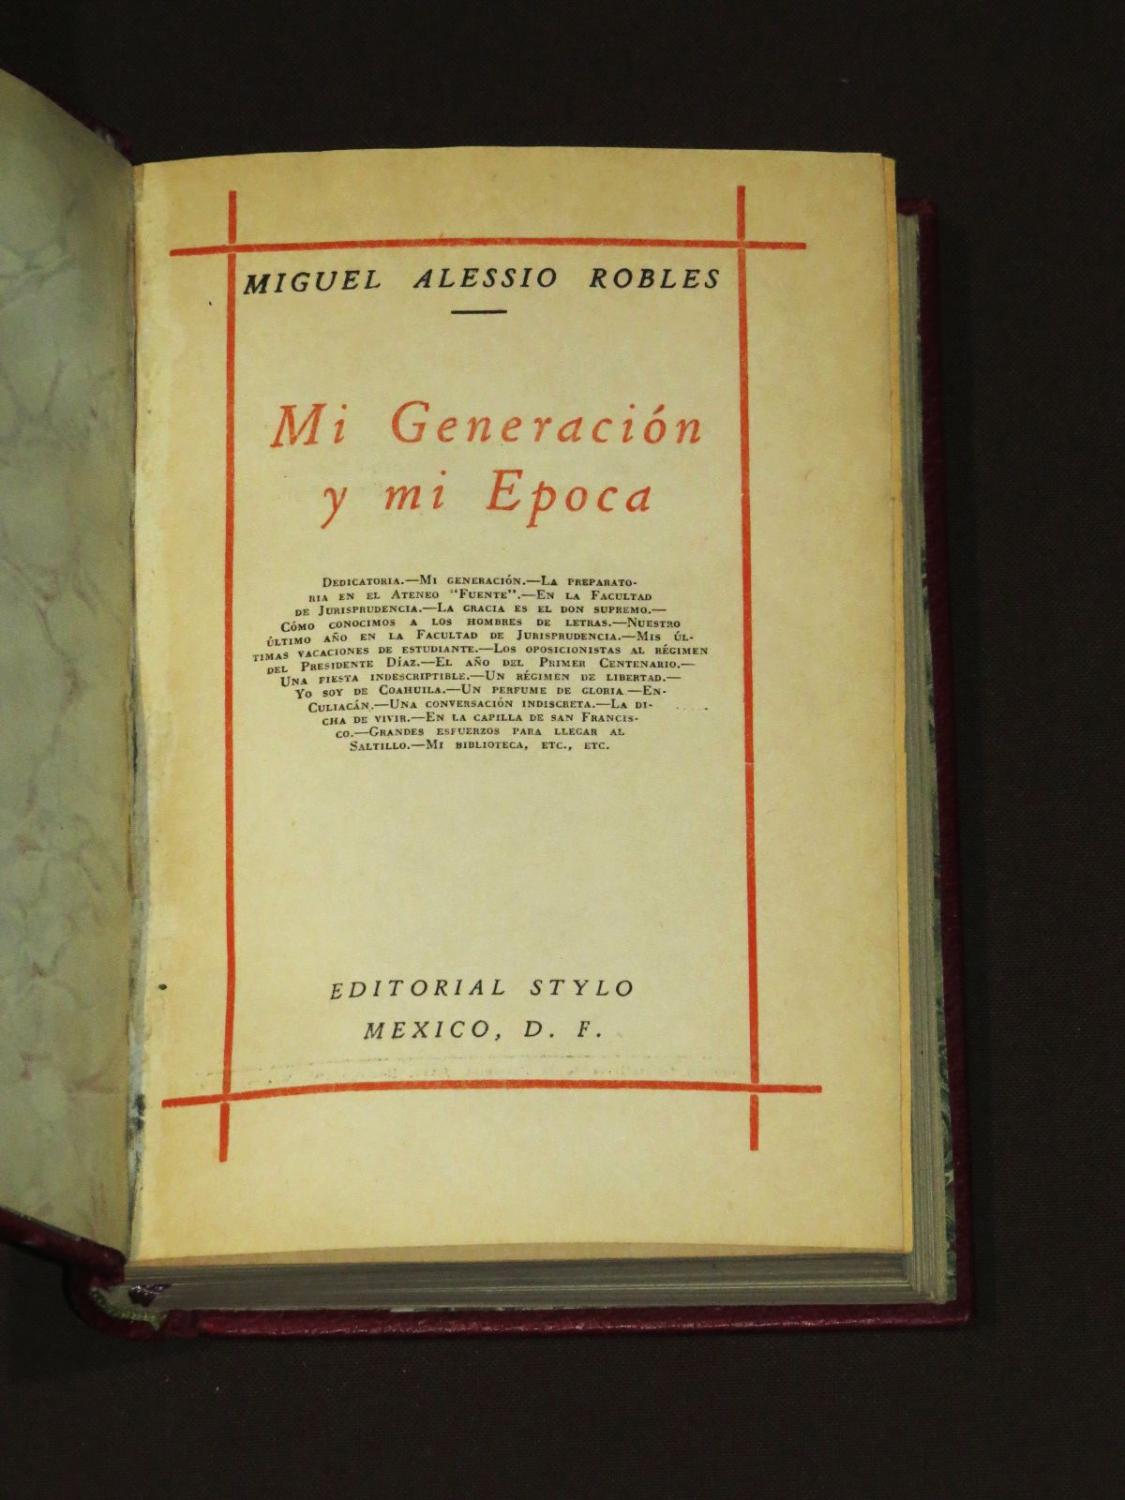 MIGUEL ALESSIO ROBLES
Mi Generación
y mi Epoca
DEDICATORIA.—MI GENERACIÓN.—LA PREPARATO-
RIA EN EL ATENEO "FUENTE".—EN LA FACULTAD
DE JURISPRUDENCIA.—LA GRACIA ES EL DON SUPREMO.—
CÓMO CONOCIMOS A LOS HOMBRES DE LETRAS.—NUESTRO
ÚLTIMO AÑO EN LA FACULTAD DE JURISPRUDENCIA.—MIS ÚL-
TIMAS VACACIONES DE ESTUDIANTE.—LOS OPOSICIONISTAS AL RÉGIMEN
DEL PRESIDENTE DÍAZ.—EL AÑO DEL PRIMER CENTENARIO.—
UNA FIESTA INDESCRIPTIBLE.—UN RÉGIMEN DE LIBERTAD.—
YO SOY DE COAHUILA.—UN PERFUME DE GLORIA—EN-
CULIACÁN.—UNA CONVERSACIÓN INDISCRETA.—LA DI-
CHA DE VIVIR.—EN LA CAPILLA DE SAN FRANCIS-
CO.—GRANDES ESFUERZOS PARA LLEGAR AL
SALTILLO.—MI BIBLIOTECA, ETC., ETC.
EDITORIAL STYLO
MEXICO, D. F.